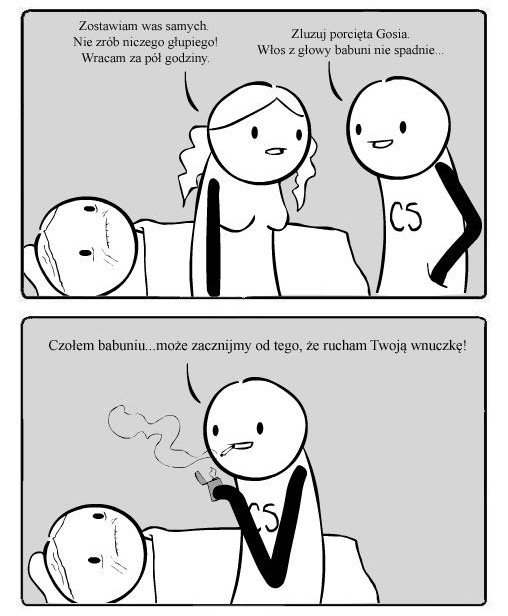 Zostawiam was samych.
Nie zrób niczego głupiego!
Wracam za pół godziny.
Zluzuj porcięta Gosia.
Włos z głowy babuni nie spadnie...
CS
Czołem babuniu...może zacznijmy od tego, że rucham Twoją wnuczkę!
CS